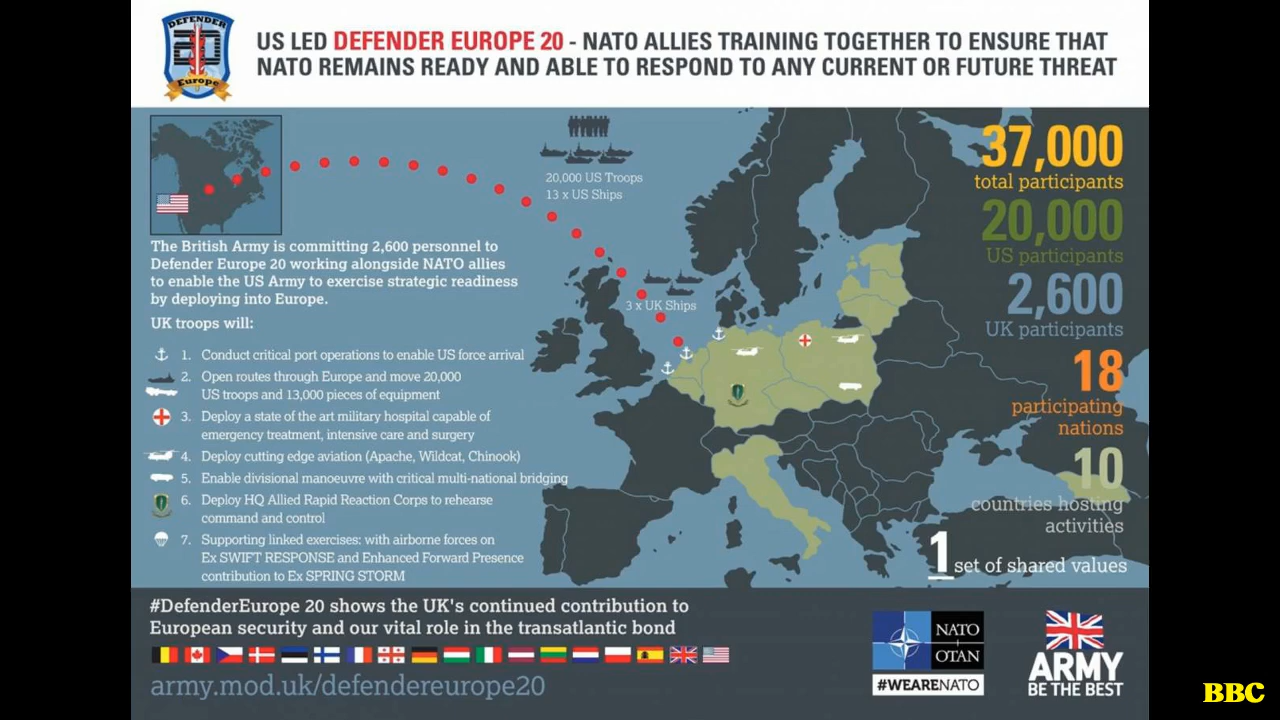 DEFENDER
20
Europe
US LED DEFENDER EUROPE 20 - NATO ALLIES TRAINING TOGETHER TO ENSURE THAT
NATO REMAINS READY AND ABLE TO RESPOND TO ANY CURRENT OR FUTURE THREAT
20,000 US Troops
13 x US Ships
3 x UK Ships
The British Army is committing 2,600 personnel to
Defender Europe 20 working alongside NATO allies
to enable the US Army to exercise strategic readiness
by deploying into Europe.
UK troops will:
1. Conduct critical port operations to enable US force arrival
2. Open routes through Europe and move 20,000
US troops and 13,000 pieces of equipment
3. Deploy a state of the art military hospital capable of
emergency treatment, intensive care and surgery
4. Deploy cutting edge aviation (Apache, Wildcat, Chinook)
5. Enable divisional manoeuvre with critical multi-national bridging
6. Deploy HQ Allied Rapid Reaction Corps to rehearse
command and control
7. Supporting linked exercises: with airborne forces on
Ex SWIFT RESPONSE and Enhanced Forward Presence
contribution to Ex SPRING STORM
37,000
total participants
20,000
US participants
2,600
UK participants
18
participating
nations
10
countries hosting
activities
1 set of shared values
#DefenderEurope 20 shows the UK's continued contribution to
European security and our vital role in the transatlantic bond
army.mod.uk/defendereurope20
NATO
OTAN
#WEARENATO
ARMY
BE THE BEST
BBC